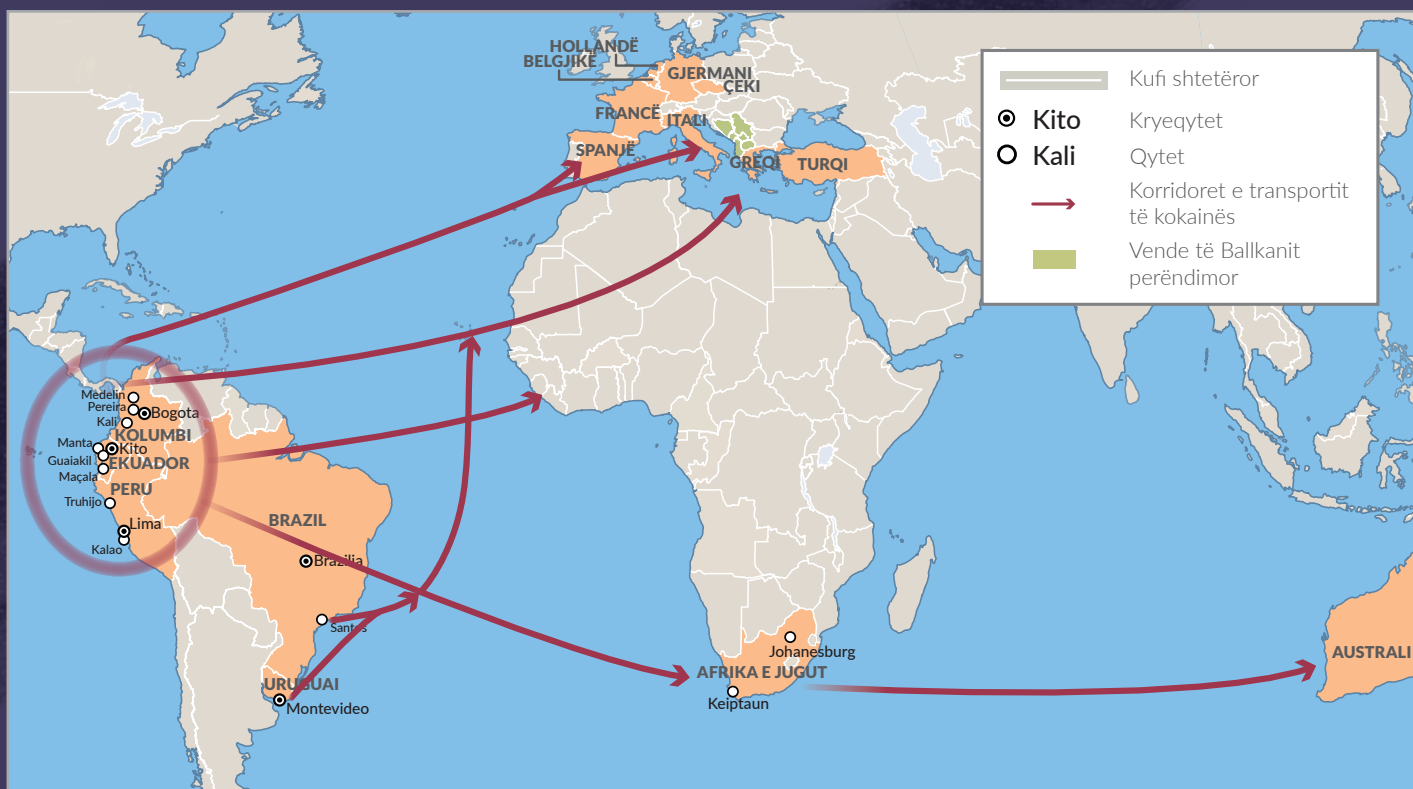 HOLLANDË
BELGJIKË
GJERMANI
ÇEKI
FRANCË
ITALI
SPANJË
GREQI
TURQI
Kufi shtetëror
Kito
Kryeqytet
Kali
Qytet
Korridoret e transportit
të kokainës
Vende të Ballkanit
perëndimor
Medelin
Pereira
Bogota
Kali
KOLUMBI
Manta
Kito
Guaiakil
EKUADOR
Maçala
PERU
Truhijo
Lima
Kalao
BRAZIL
Brazilia
Santos
URUGUAI
Montevideo
Johanesburg
AFRIKA E JUGUT
Keiptaun
AUSTRALI